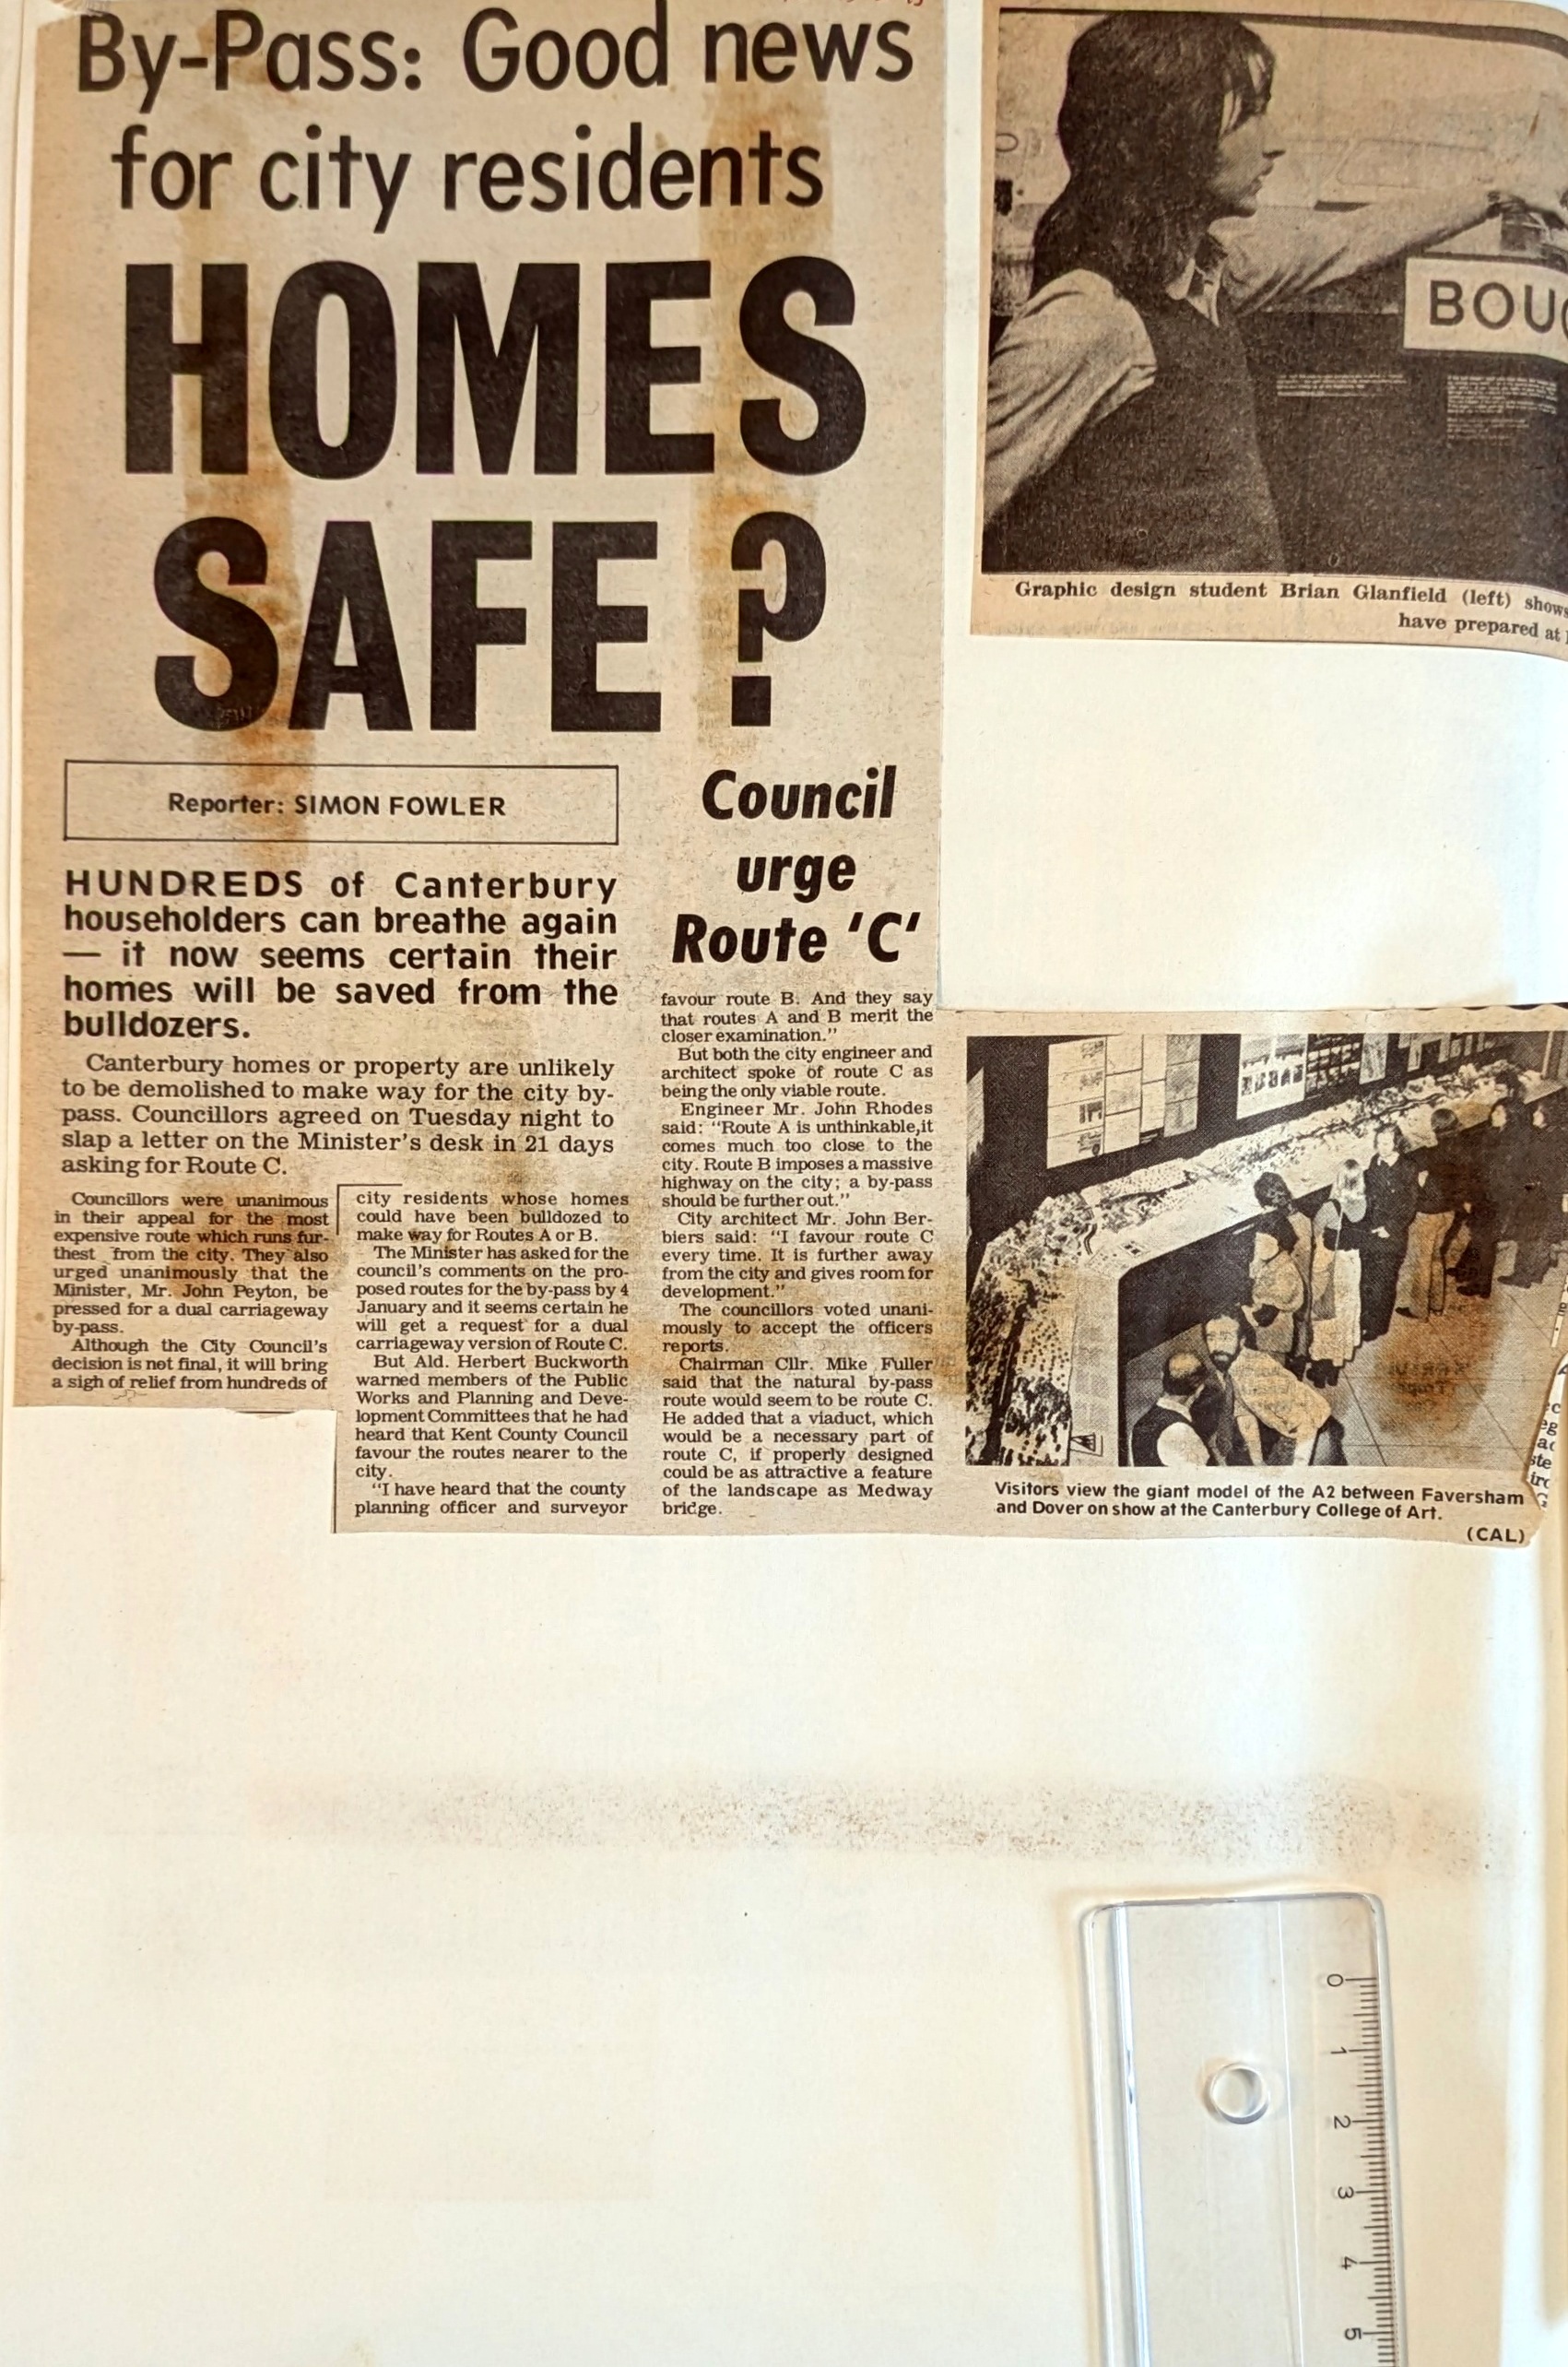 By-Pass: Good news
for city residents
HOMES
SAFE?
Reporter: SIMON FOWLER
HUNDREDS of Canterbury
householders can breathe again
— it now seems certain their
homes will be saved from the
bulldozers.
Canterbury homes or property are unlikely
to be demolished to make way for the city by-
pass. Councillors agreed on Tuesday night to
slap a letter on the Minister's desk in 21 days
asking for Route C.
Councillors were unanimous
in their appeal for the most
expensive route which runs fur-
thest from the city. They also
urged unanimously that the
Minister, Mr. John Peyton, be
pressed for a dual carriageway
by-pass.
Although the City Council's
decision is not final, it will bring
a sigh of relief from hundreds of
city residents whose homes
could have been bulldozed to
make way for Routes A or B.
The Minister has asked for the
council's comments on the pro-
posed routes for the by-pass by 4
January and it seems certain he
will get a request for a dual
carriageway version of Route C.
But Ald. Herbert Buckworth
warned members of the Public
Works and Planning and Deve-
lopment Committees that he had
heard that Kent County Council
favour the routes nearer to the
city.
"I have heard that the county
planning officer and surveyor
Council
urge
Route 'C'
favour route B. And they say
that routes A and B merit the
closer examination."
But both the city engineer and
architect spoke of route C as
being the only viable route.
Engineer Mr. John Rhodes
said: "Route A is unthinkable,it
comes much too close to the
city. Route B imposes a massive
highway on the city; a by-pass
should be further out."
City architect Mr. John Ber-
biers said: "I favour route C
every time. It is further away
from the city and gives room for
development."
The councillors voted unani-
mously to accept the officers
reports.
Chairman Cllr. Mike Fuller
said that the natural by-pass
route would seem to be route C.
He added that a viaduct, which
would be a necessary part of
route C, if properly designed
could be as attractive a feature
of the landscape as Medway
bridge.
BOU
Graphic design student Brian Glanfield (left) shows
have prepared at
Visitors view the giant model of the A2 between Faversham
and Dover on show at the Canterbury College of Art.
(CAL)
0
1
2
3
4
5